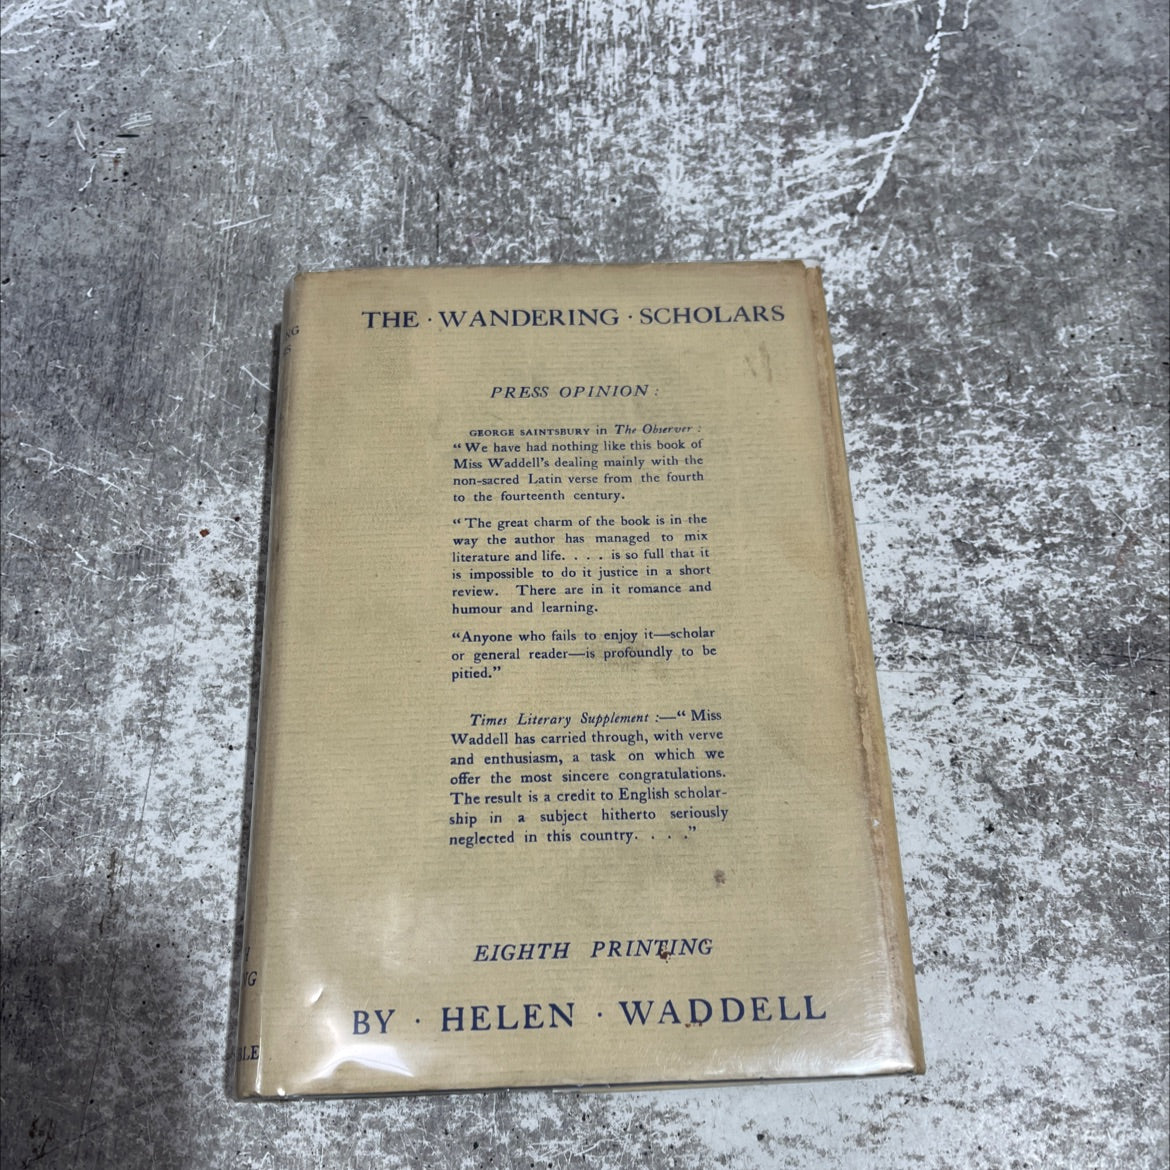 THE · WANDERING · SCHOLARS
PRESS OPINION :
GEORGE SAINTSBURY in The Observer :
“ We have had nothing like this book of
Miss Waddell's dealing mainly with the
non-sacred Latin verse from the fourth
to the fourteenth century.
“ The great charm of the book is in the
way the author has managed to mix
literature and life. . . . is so full that it
is impossible to do it justice in a short
review. There are in it romance and
humour and learning.
“Anyone who fails to enjoy it—scholar
or general reader—is profoundly to be
pitied.”
Times Literary Supplement :—“ Miss
Waddell has carried through, with verve
and enthusiasm, a task on which we
offer the most sincere congratulations.
The result is a credit to English scholar-
ship in a subject hitherto seriously
neglected in this country. . . .”
EIGHTH PRINTING
BY · HELEN · WADDELL